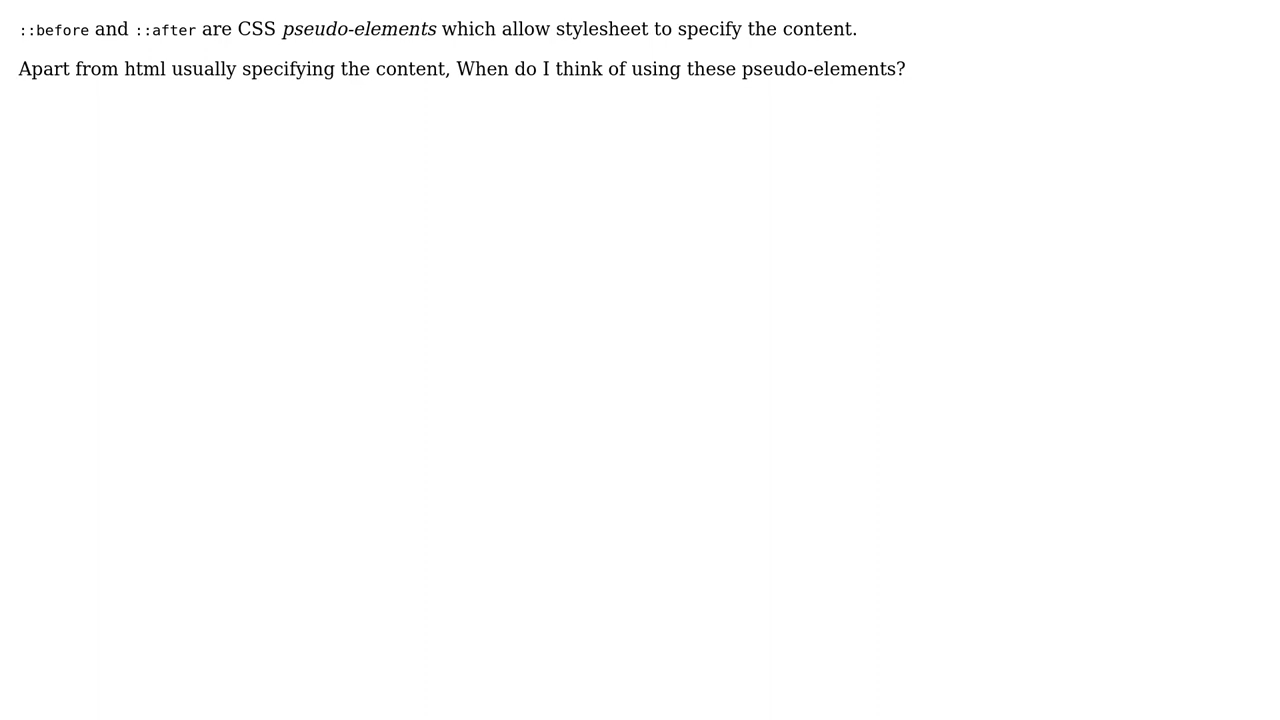 ::before and ::after are CSS pseudo-elements which allow stylesheet to specify the content.
Apart from html usually specifying the content, When do I think of using these pseudo-elements?